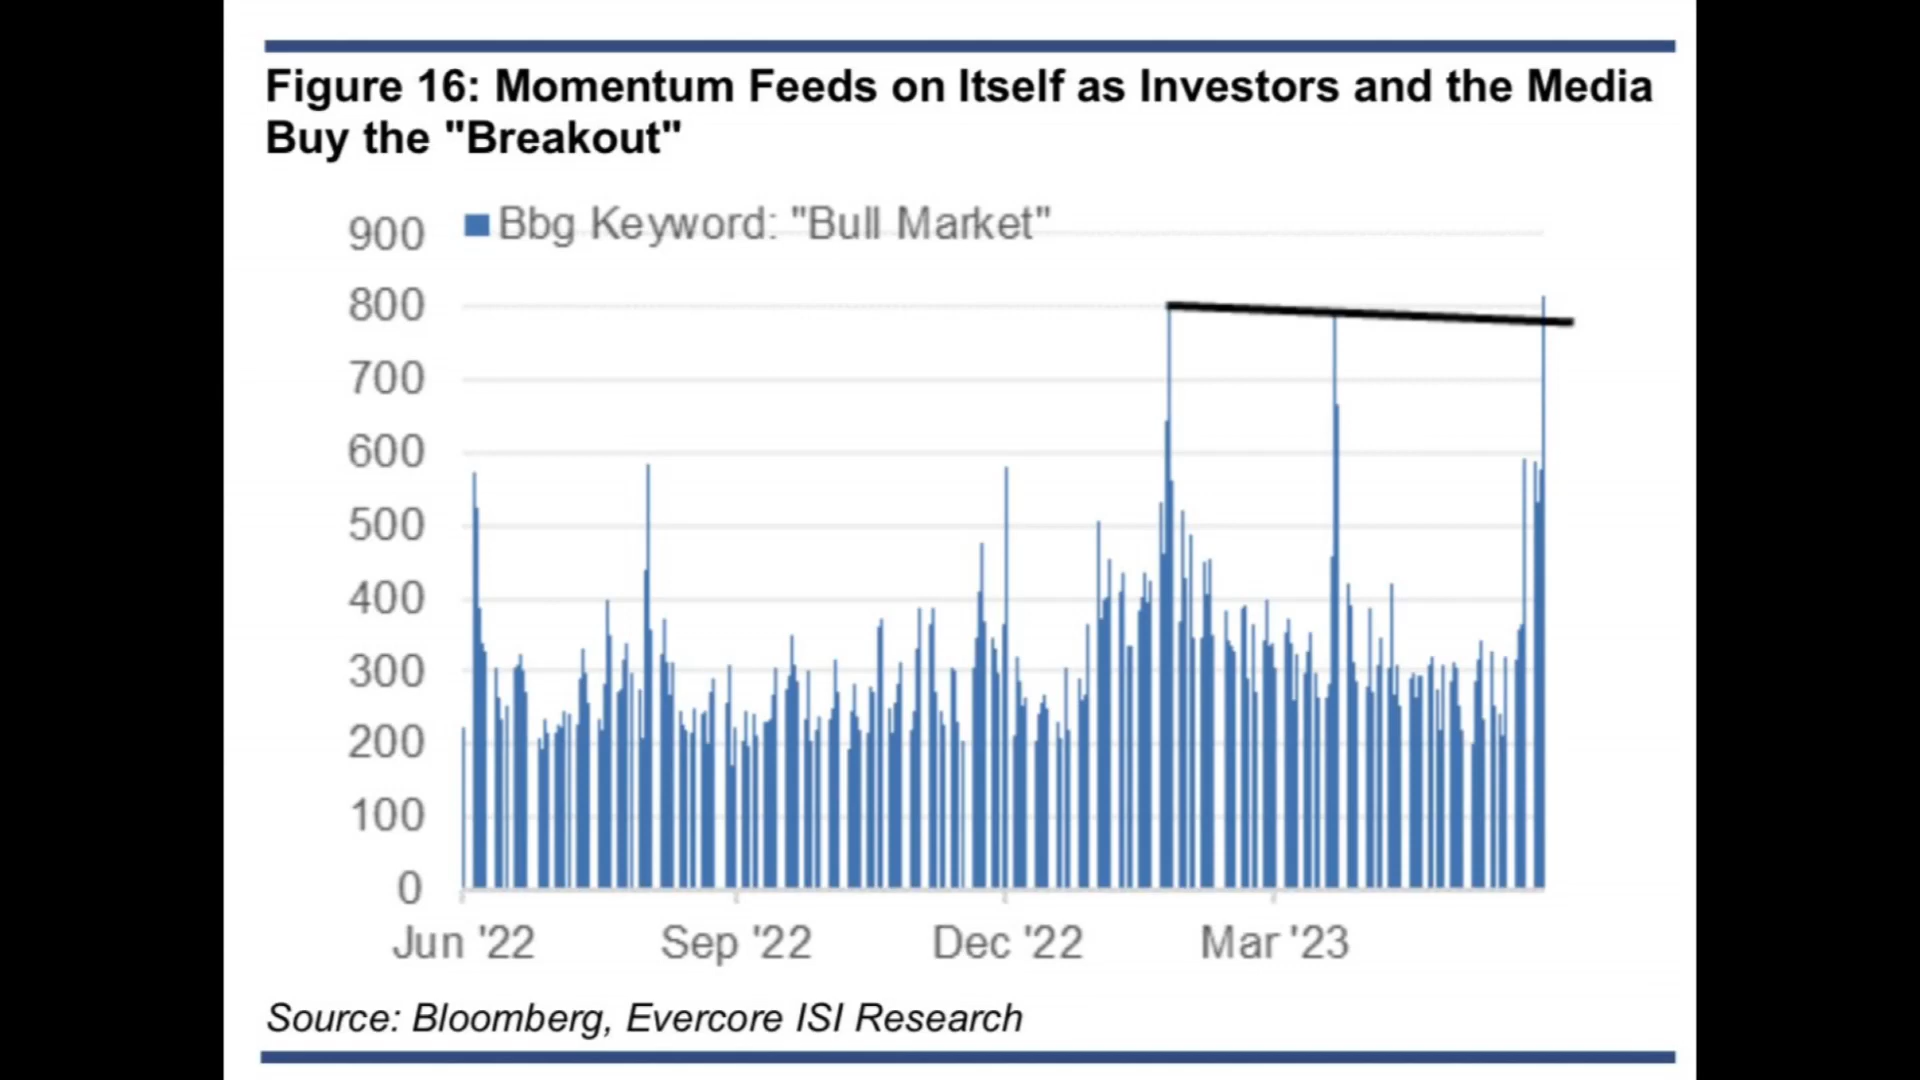 Figure 16: Momentum Feeds on Itself as Investors and the Media
Buy the "Breakout"
Bbg Keyword: "Bull Market"
900
800
700
600
500
400
300
200
100
0
Jun '22 Sep '22 Dec '22 Mar '23
Source: Bloomberg, Evercore ISI Research